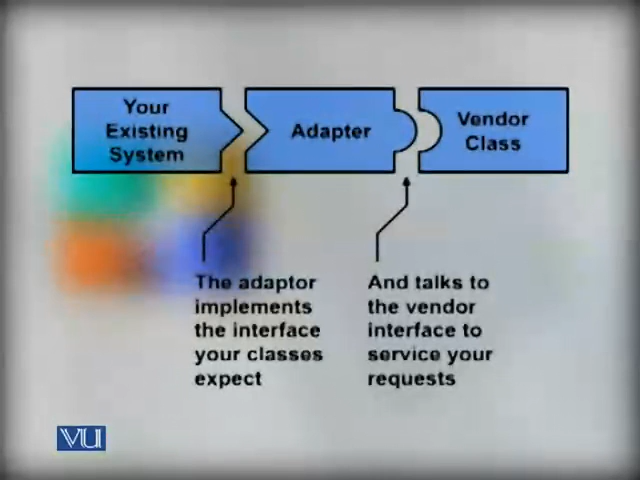 Your
Existing
System
Adapter
Vendor
Class
The adaptor
implements
the interface
your classes
expect
And talks to
the vendor
interface to
service your
requests
VU